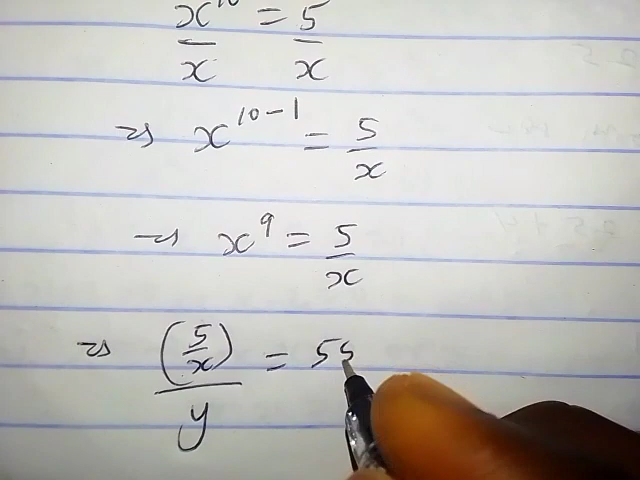 x^10/x = 5/x
⇒ x^(10-1) = 5/x
⇒ x^9 = 5/x
⇒ (5/x)/y = 55